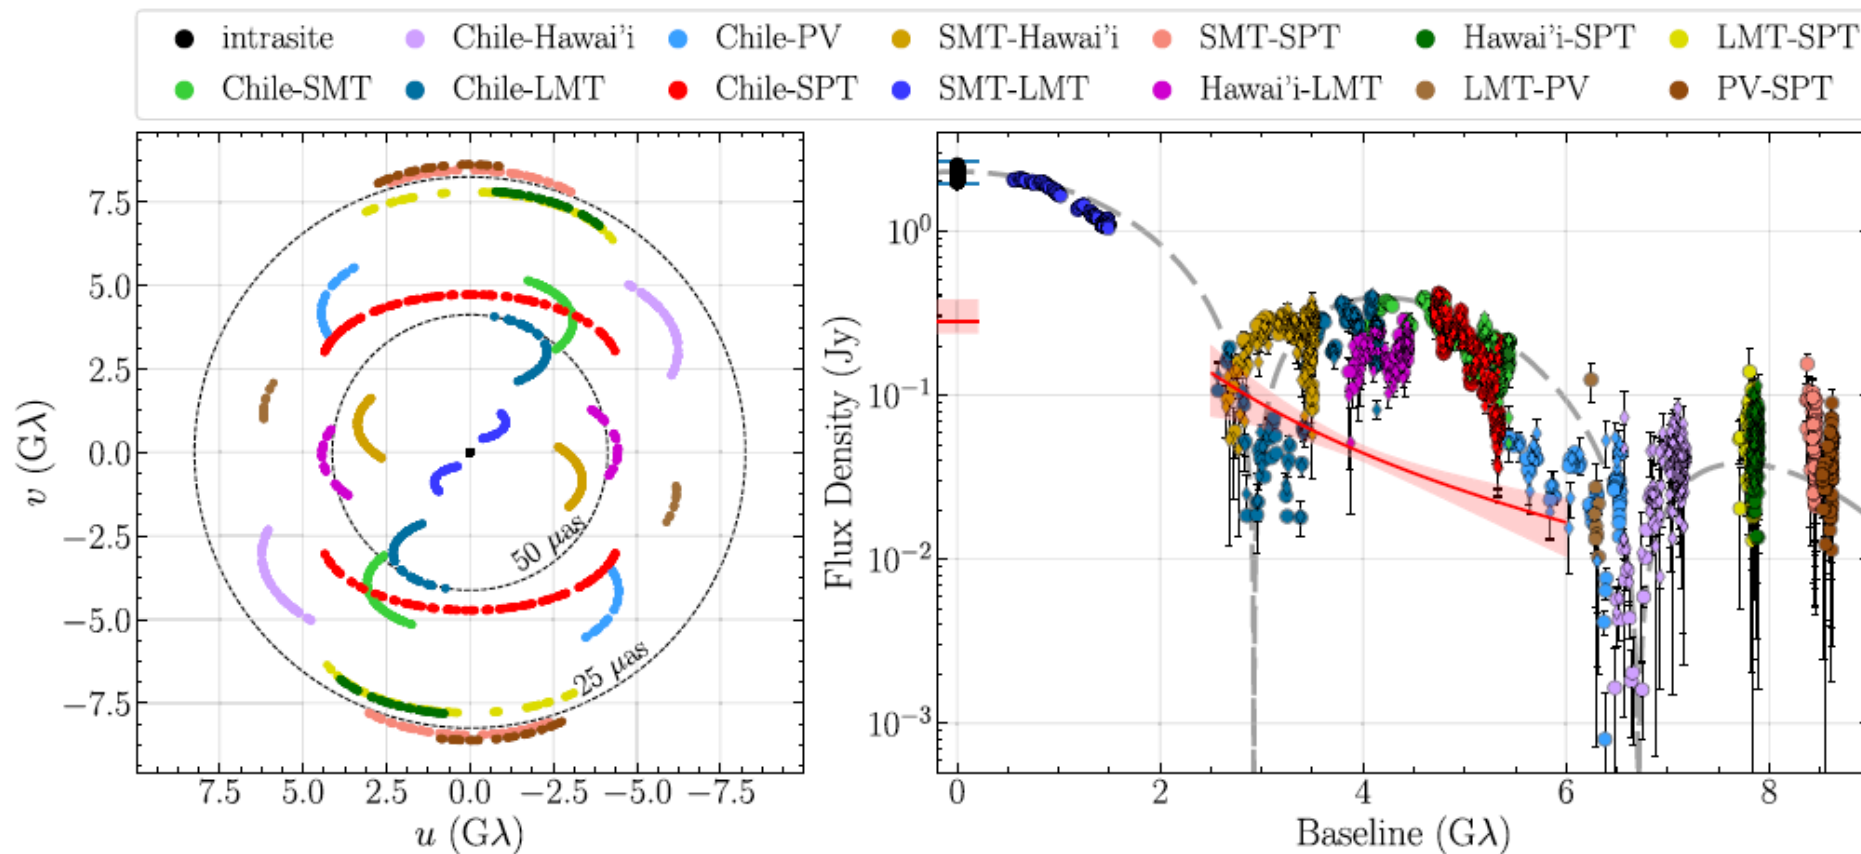 intrasite Chile-Hawai'i Chile-PV SMT-Hawai'i SMT-SPT Hawai'i-SPT LMT-SPT
Chile-SMT Chile-LMT Chile-SPT SMT-LMT Hawai'i-LMT LMT-PV PV-SPT
7.5
5.0
2.5
0.0
−2.5
−5.0
−7.5
v (Gλ)
50 μas
25 μas
7.5 5.0 2.5 0.0 −2.5 −5.0 −7.5
u (Gλ)
10⁰
10⁻¹
10⁻²
10⁻³
Flux Density (Jy)
0 2 4 6 8
Baseline (Gλ)